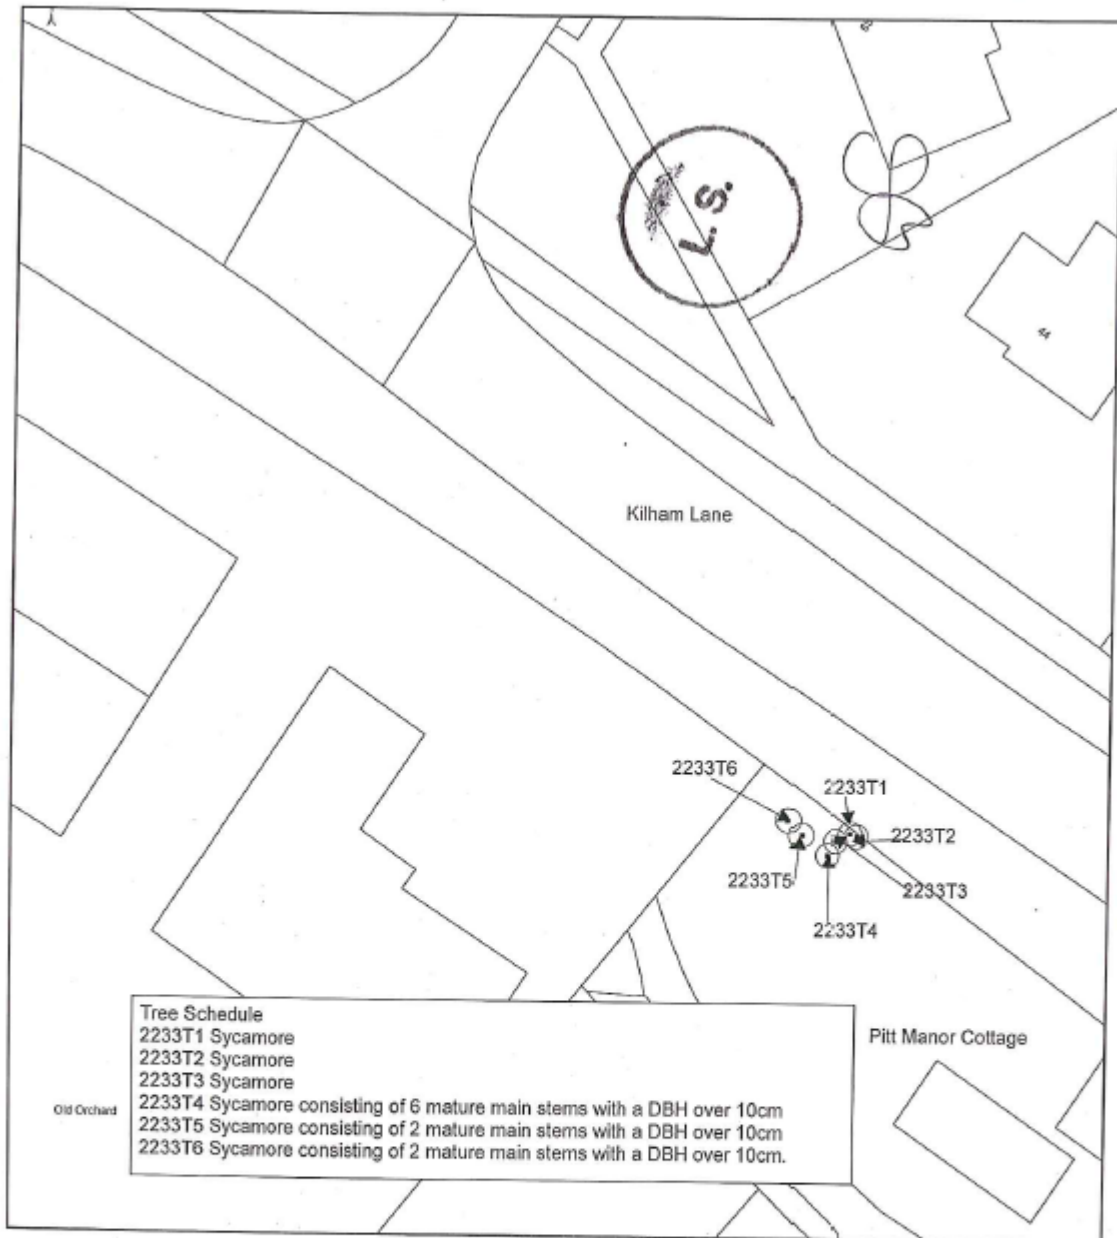 L. S.
44
Kilham Lane
2233T6
2233T1
2233T2
2233T5
2233T3
2233T4
Tree Schedule
2233T1 Sycamore
2233T2 Sycamore
2233T3 Sycamore
2233T4 Sycamore consisting of 6 mature main stems with a DBH over 10cm
2233T5 Sycamore consisting of 2 mature main stems with a DBH over 10cm
2233T6 Sycamore consisting of 2 mature main stems with a DBH over 10cm.
Pitt Manor Cottage
Old Orchard